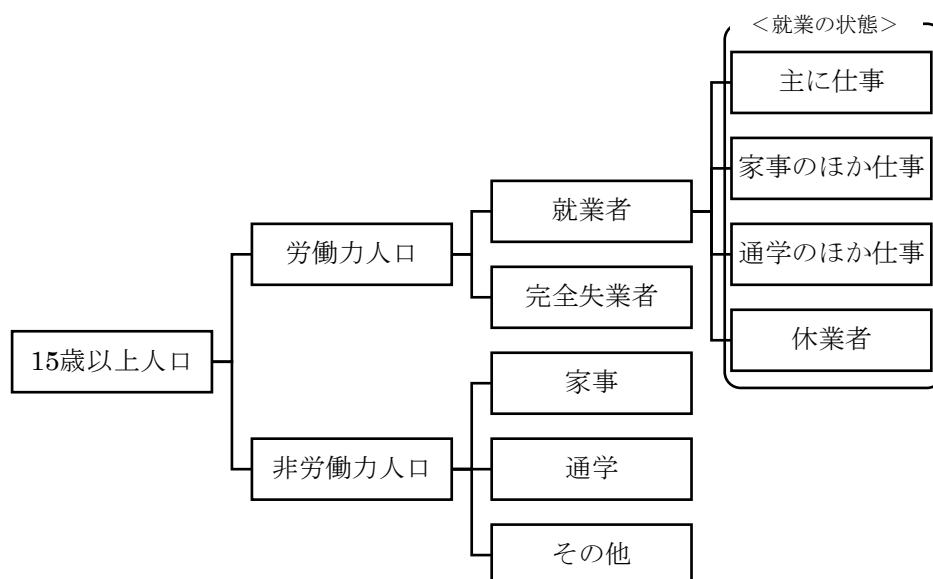 ＜就業の状態＞
主に仕事
家事のほか仕事
就業者
労働力人口
通学のほか仕事
完全失業者
休業者
15歳以上人口
家事
非労働力人口
通学
その他